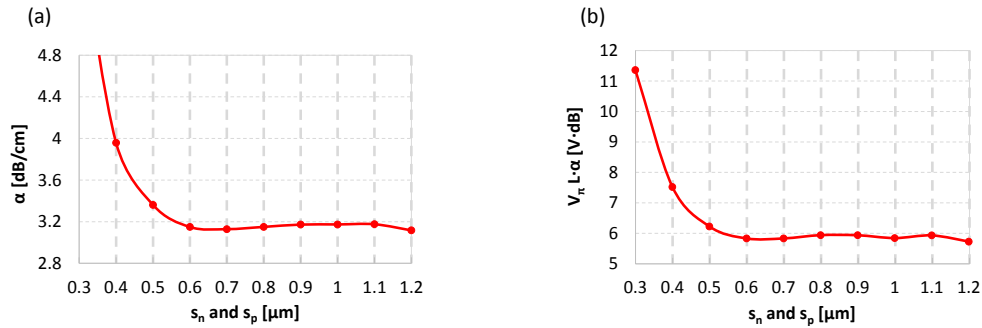 (a)
4.8
4.4
4
3.6
3.2
2.8
α [dB/cm]
0.3 0.4 0.5 0.6 0.7 0.8 0.9 1 1.1 1.2
sₙ and sₚ [μm]
(b)
12
11
10
9
8
7
6
5
V_π L·α [V·dB]
0.3 0.4 0.5 0.6 0.7 0.8 0.9 1 1.1 1.2
sₙ and sₚ [μm]